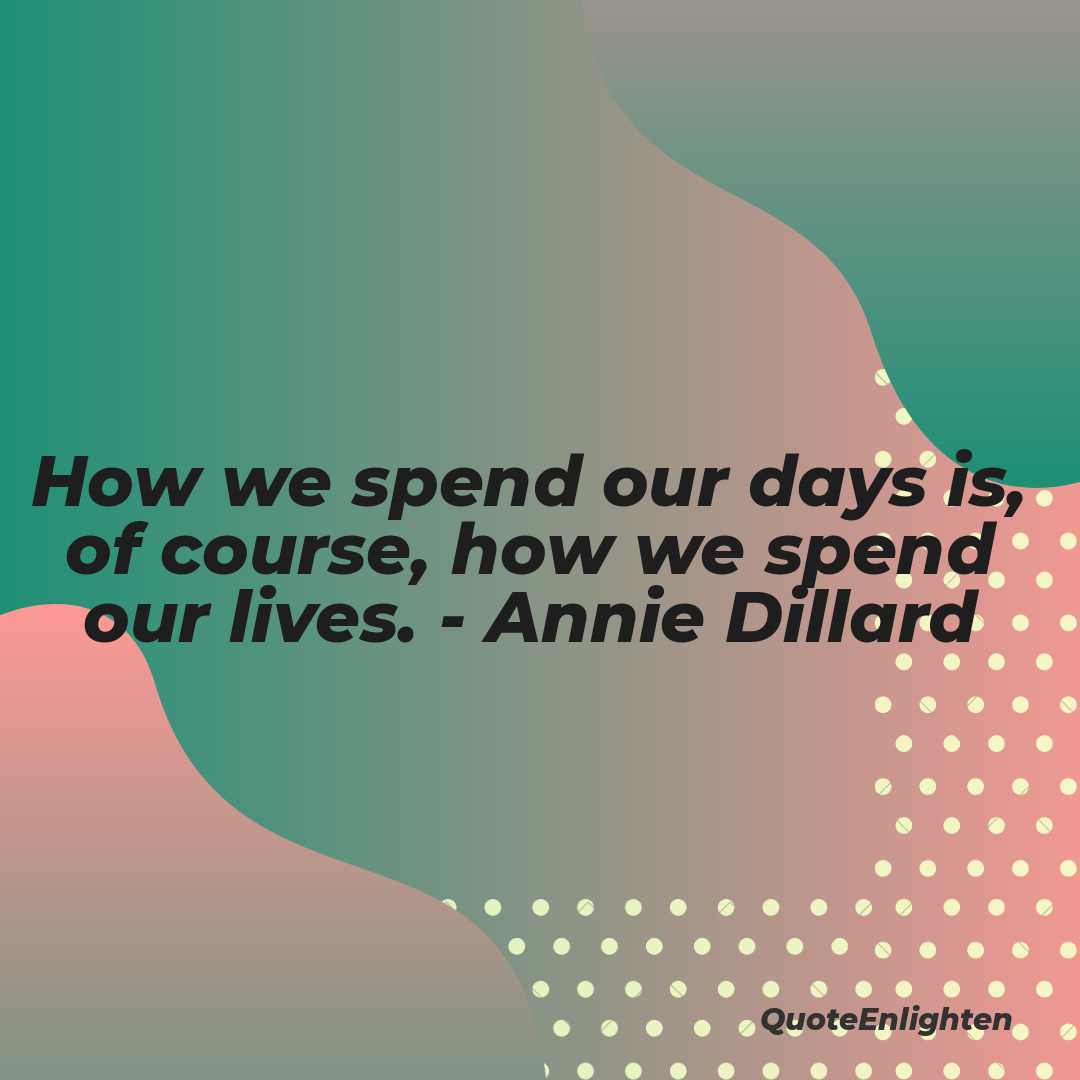 How we spend our days is,
of course, how we spend
our lives. - Annie Dillard
QuoteEnlighten